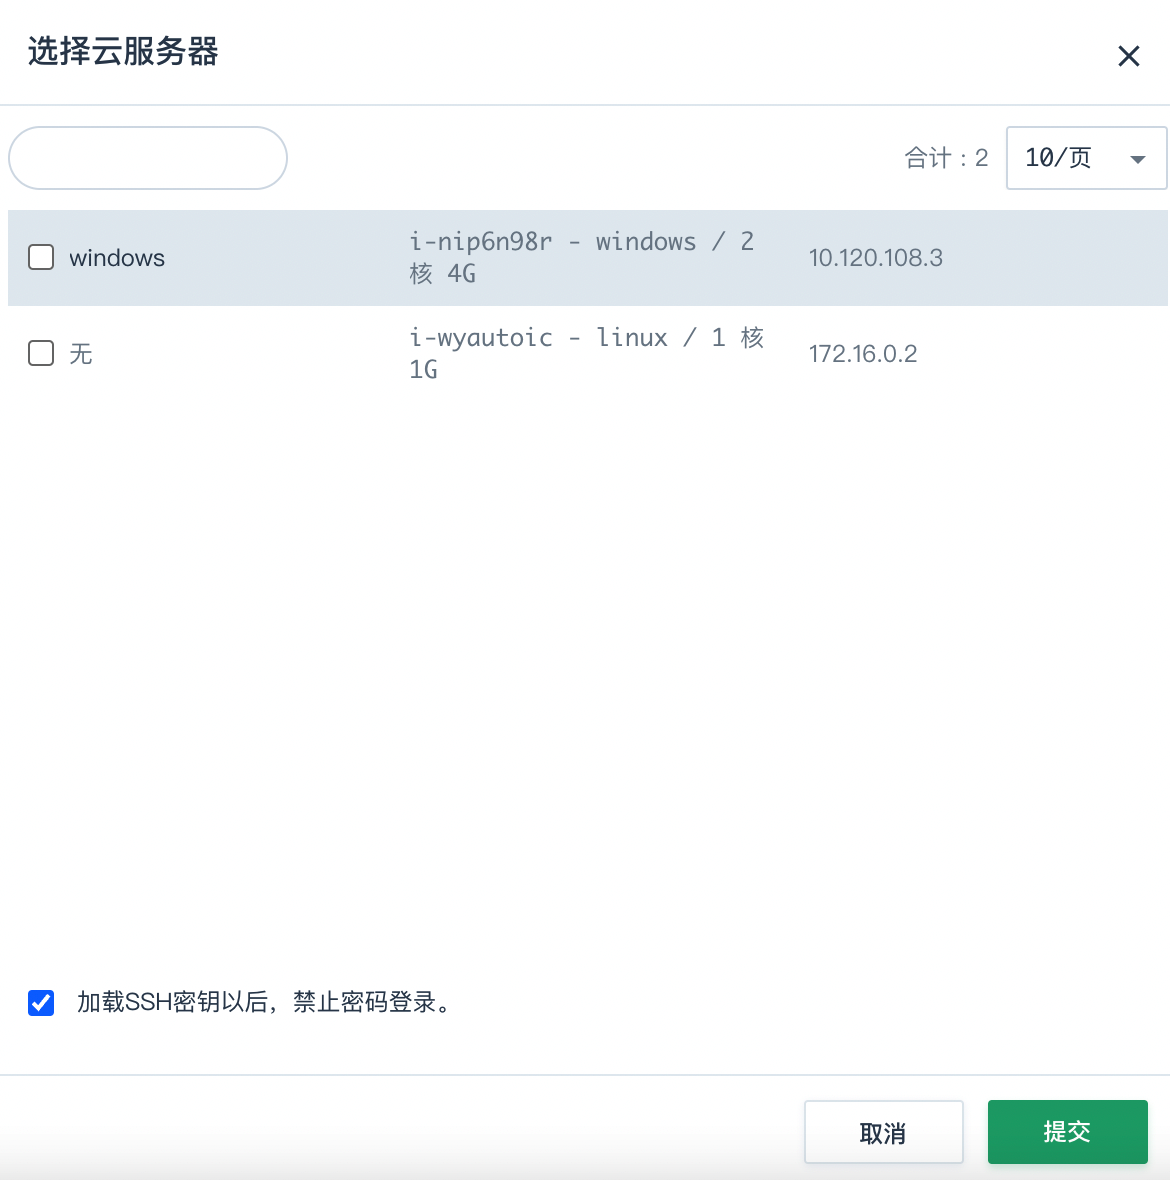 选择云服务器
合计：2
10/页
windows
i-nip6n98r - windows / 2
核 4G
10.120.108.3
无
i-wyautoic - linux / 1 核
1G
172.16.0.2
加载SSH密钥以后，禁止密码登录。
取消
提交